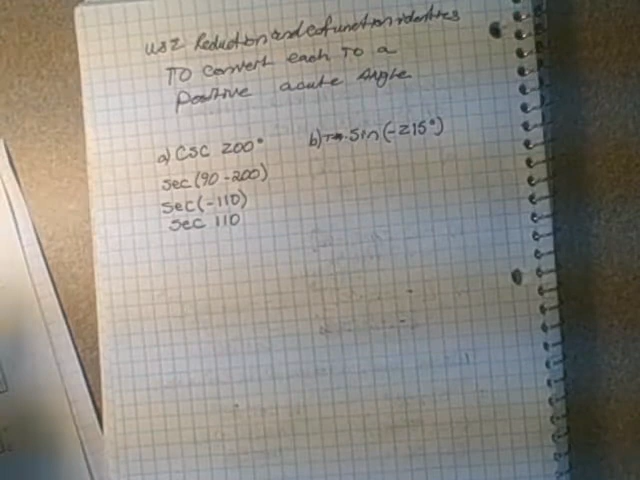 use Reduction and cofunction identities
To convert each To a
Positive acute Angle
a) CSC 200°
b) sin(-215°)
sec(90-200)
sec(-110)
sec 110